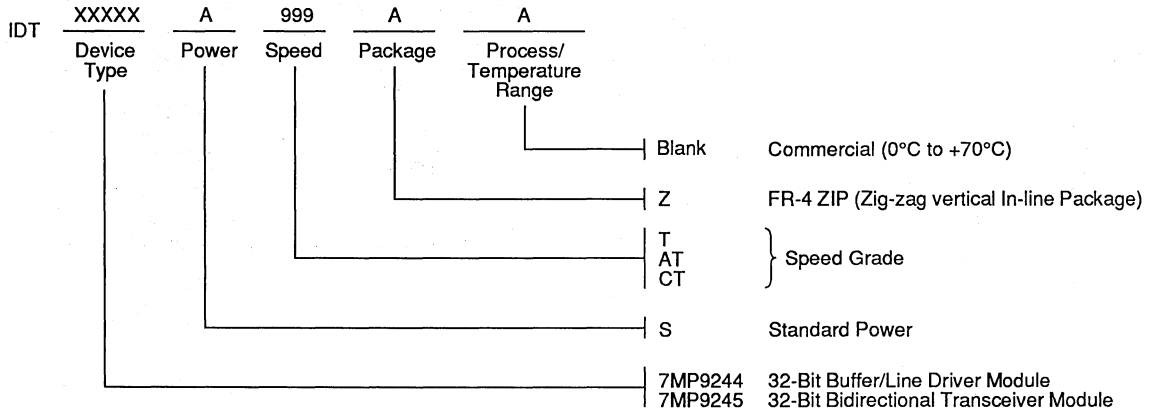 IDT XXXXX A 999 A A
Device Type Power Speed Package Process/ Temperature Range
Blank Commercial (0°C to +70°C)
Z FR-4 ZIP (Zig-zag vertical In-line Package)
T
AT
CT
Speed Grade
S Standard Power
7MP9244 32-Bit Buffer/Line Driver Module
7MP9245 32-Bit Bidirectional Transceiver Module